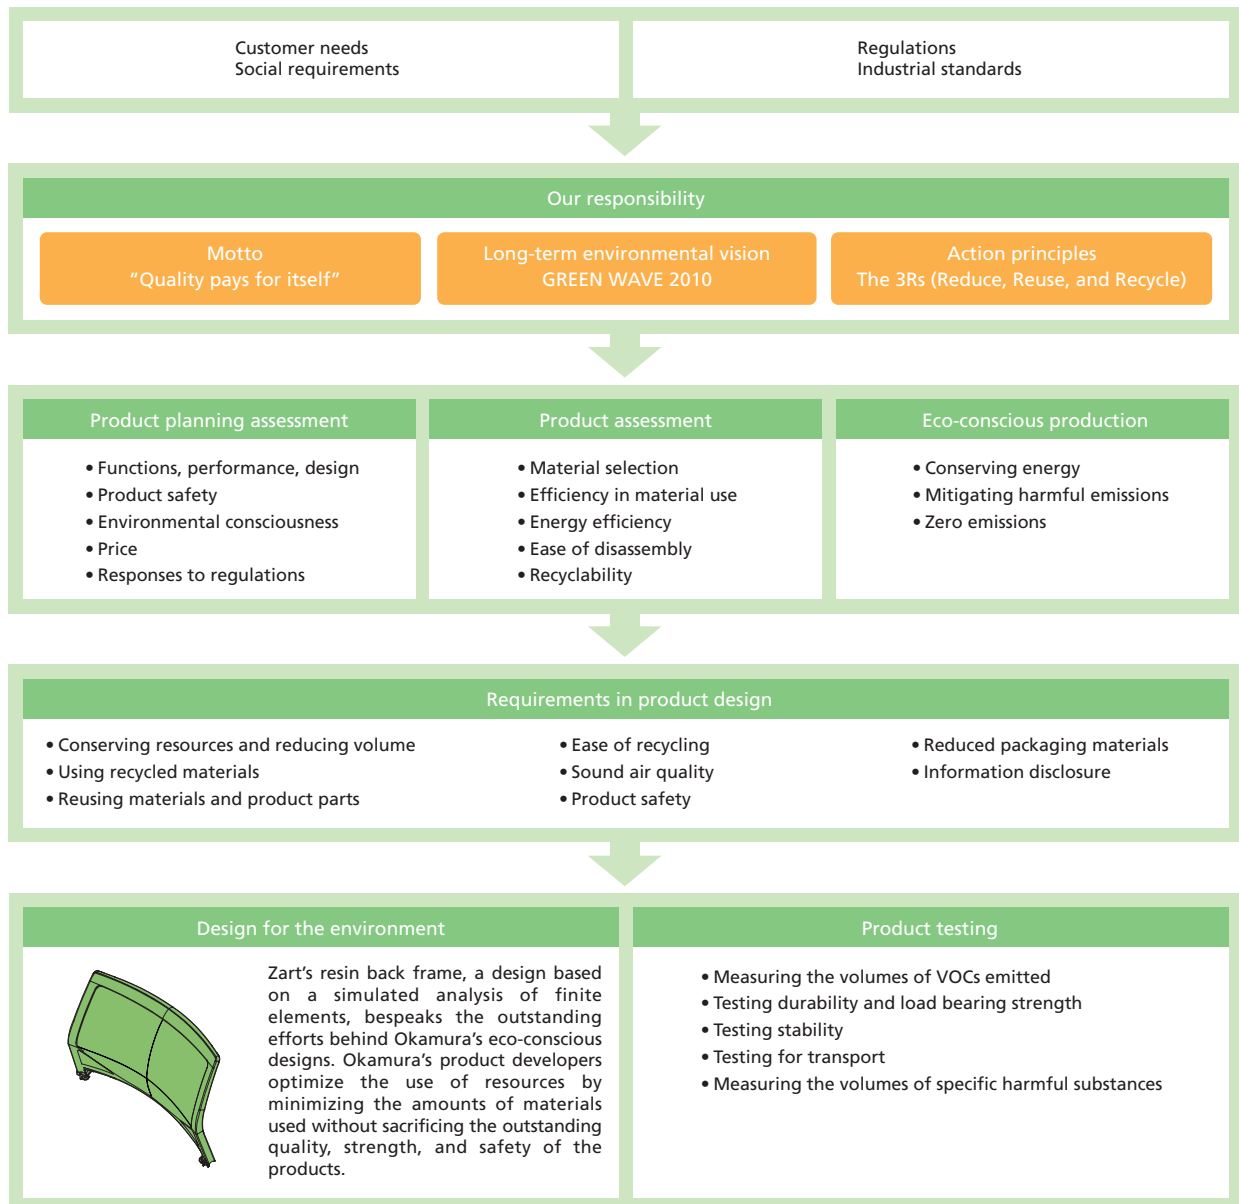 Customer needs
Social requirements
Regulations
Industrial standards
Our responsibility
Motto
“Quality pays for itself”
Long-term environmental vision
GREEN WAVE 2010
Action principles
The 3Rs (Reduce, Reuse, and Recycle)
Product planning assessment
• Functions, performance, design
• Product safety
• Environmental consciousness
• Price
• Responses to regulations
Product assessment
• Material selection
• Efficiency in material use
• Energy efficiency
• Ease of disassembly
• Recyclability
Eco-conscious production
• Conserving energy
• Mitigating harmful emissions
• Zero emissions
Requirements in product design
• Conserving resources and reducing volume
• Using recycled materials
• Reusing materials and product parts
• Ease of recycling
• Sound air quality
• Product safety
• Reduced packaging materials
• Information disclosure
Design for the environment
Zart’s resin back frame, a design based
on a simulated analysis of finite
elements, bespeaks the outstanding
efforts behind Okamura’s eco-conscious
designs. Okamura’s product developers
optimize the use of resources by
minimizing the amounts of materials
used without sacrificing the outstanding
quality, strength, and safety of the
products.
Product testing
• Measuring the volumes of VOCs emitted
• Testing durability and load bearing strength
• Testing stability
• Testing for transport
• Measuring the volumes of specific harmful substances